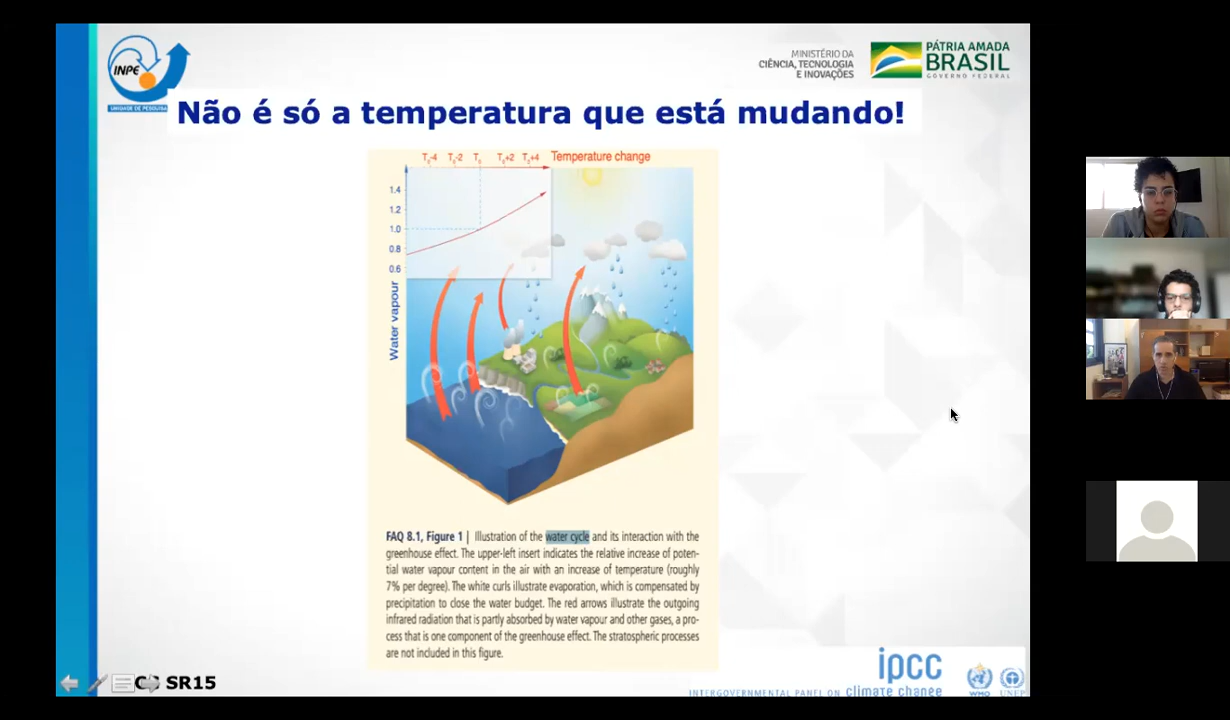 INPE
UNIDADE DE PESQUISA
MINISTÉRIO DA
CIÊNCIA, TECNOLOGIA
E INOVAÇÕES
PÁTRIA AMADA
BRASIL
GOVERNO FEDERAL
Não é só a temperatura que está mudando!
T₀-4 T₀-2 T₀ T₀+2 T₀+4 Temperature change
1.4
1.2
1.0
0.8
0.6
Water vapour
FAQ 8.1, Figure 1 | Illustration of the water cycle and its interaction with the
greenhouse effect. The upper-left insert indicates the relative increase of poten-
tial water vapour content in the air with an increase of temperature (roughly
7% per degree). The white curls illustrate evaporation, which is compensated by
precipitation to close the water budget. The red arrows illustrate the outgoing
infrared radiation that is partly absorbed by water vapour and other gases, a pro-
cess that is one component of the greenhouse effect. The stratospheric processes
are not included in this figure.
SR15
ipcc
INTERGOVERNMENTAL PANEL ON climate change
WMO
UNEP